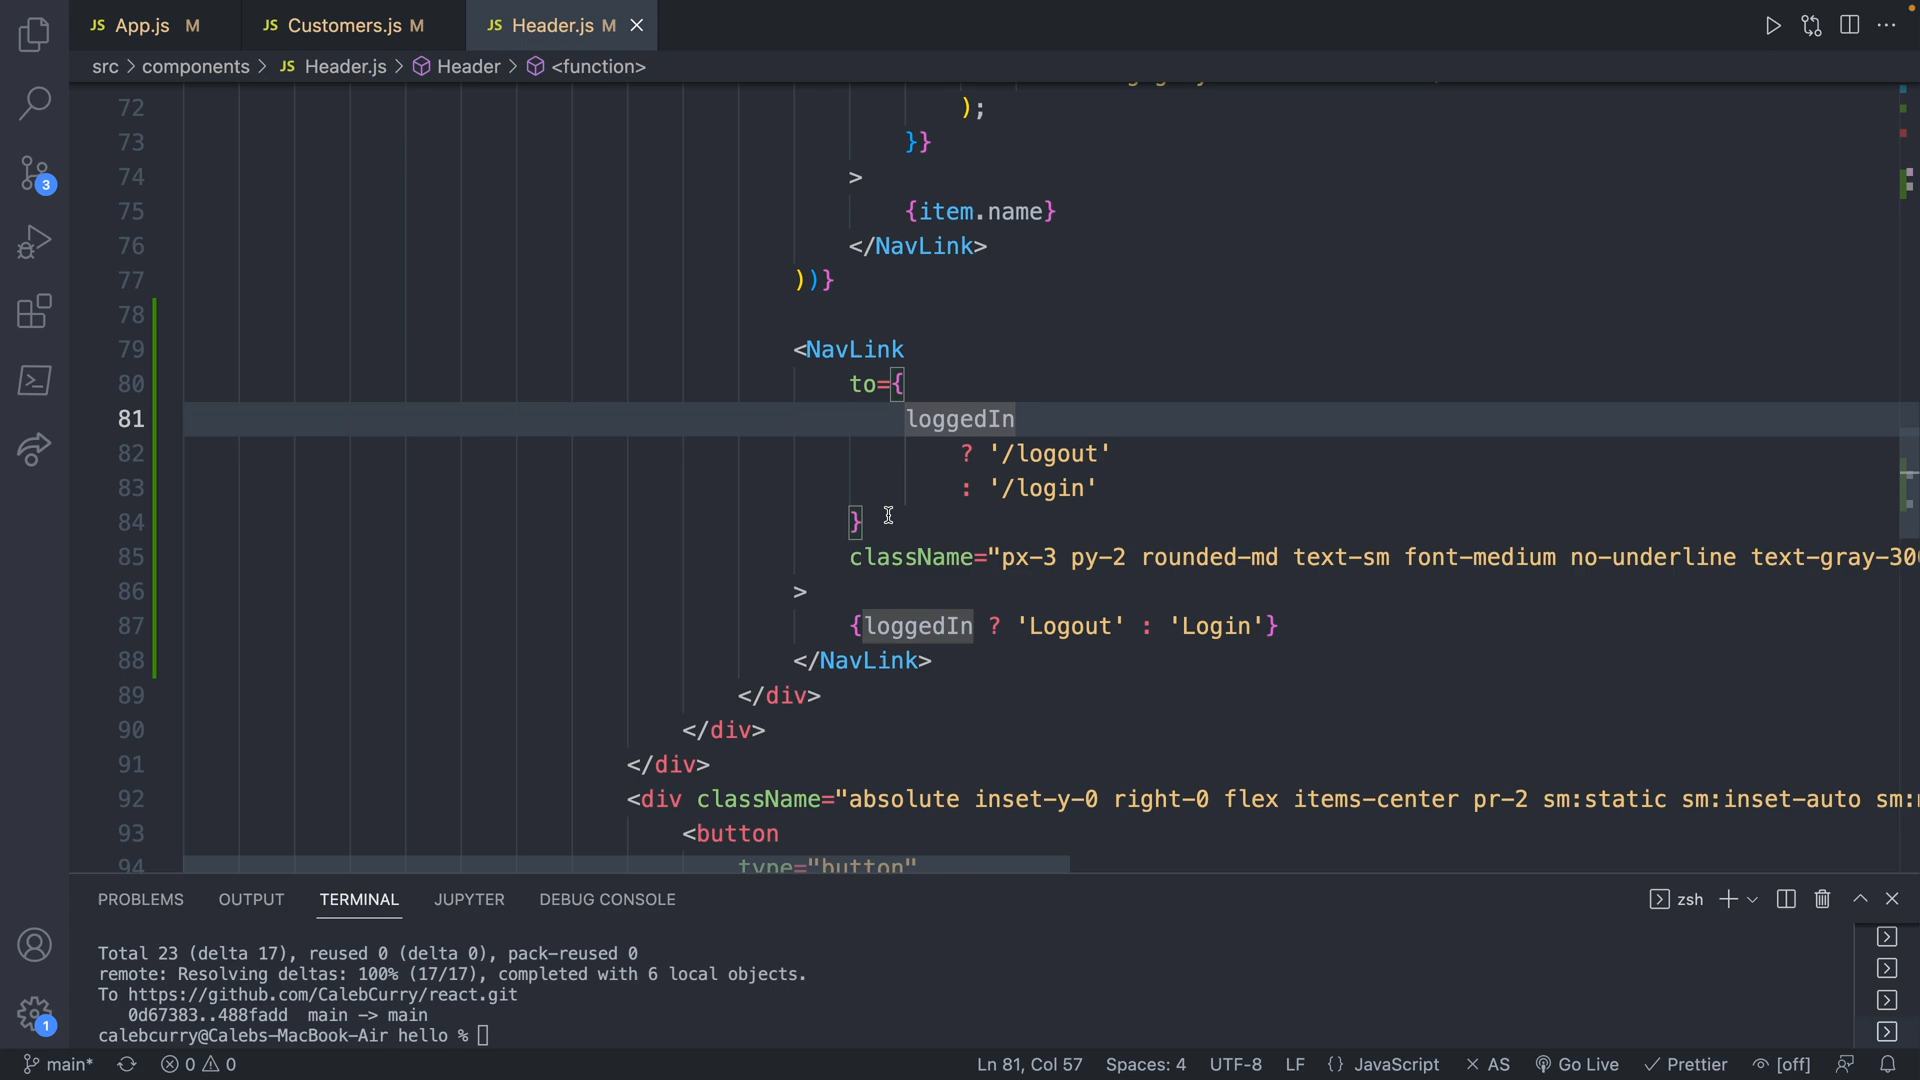 JS App.js M JS Customers.js M JS Header.js M
src > components > JS Header.js > Header > <function>
72 );
73 }}
74 >
75 {item.name}
76 </NavLink>
77 ))}
78
79 <NavLink
80 to={
81 loggedIn
82 ? '/logout'
83 : '/login'
84 }
85 className="px-3 py-2 rounded-md text-sm font-medium no-underline text-gray-300
86 >
87 {loggedIn ? 'Logout' : 'Login'}
88 </NavLink>
89 </div>
90 </div>
91 </div>
92 <div className="absolute inset-y-0 right-0 flex items-center pr-2 sm:static sm:inset-auto sm:
93 <button
94 type="button"
3
PROBLEMS OUTPUT TERMINAL JUPYTER DEBUG CONSOLE zsh
Total 23 (delta 17), reused 0 (delta 0), pack-reused 0
remote: Resolving deltas: 100% (17/17), completed with 6 local objects.
To https://github.com/CalebCurry/react.git
0d67383..488fadd main -> main
calebcurry@Calebs-MacBook-Air hello %
1
main* 0 0 Ln 81, Col 57 Spaces: 4 UTF-8 LF {} JavaScript AS Go Live Prettier [off]